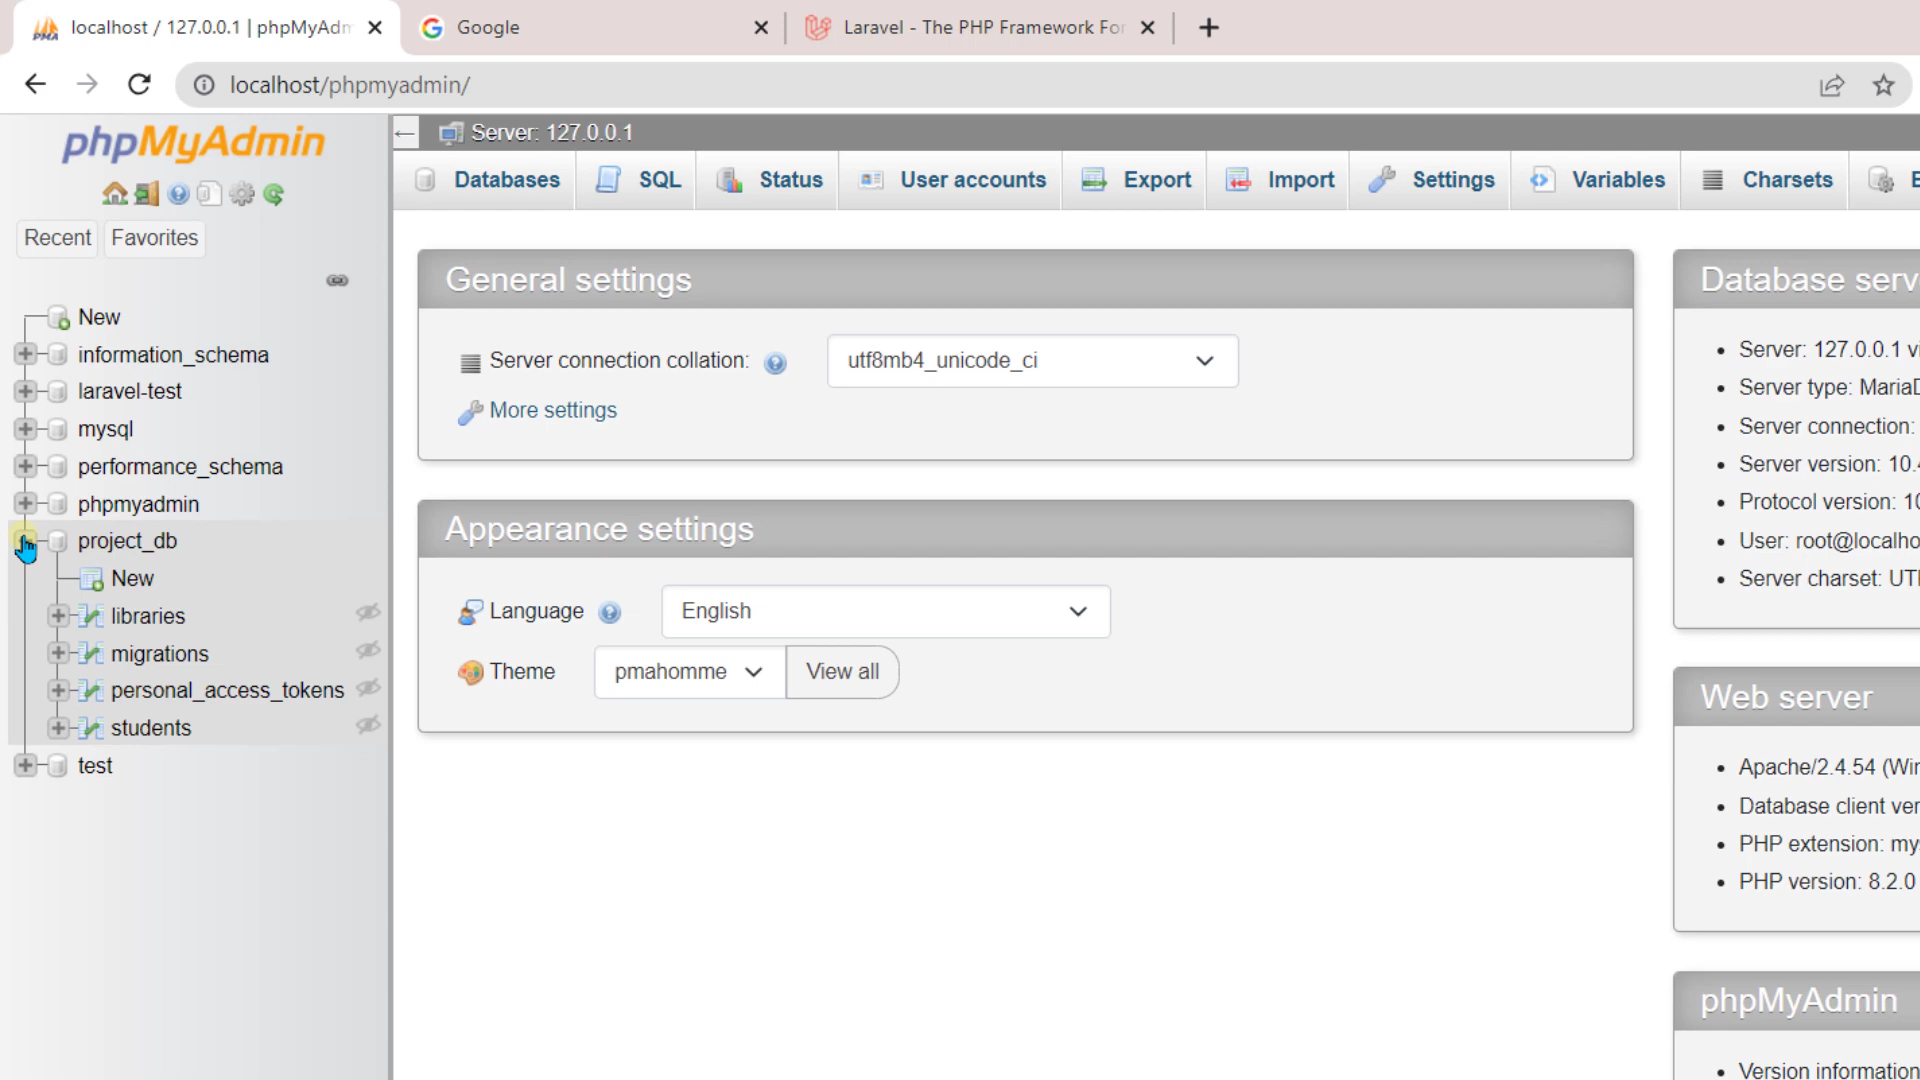 localhost / 127.0.0.1 | phpMyAdm
Google
Laravel - The PHP Framework For
localhost/phpmyadmin/
phpMyAdmin
Recent
Favorites
New
information_schema
laravel-test
mysql
performance_schema
phpmyadmin
project_db
New
libraries
migrations
personal_access_tokens
students
test
Server: 127.0.0.1
Databases
SQL
Status
User accounts
Export
Import
Settings
Variables
Charsets
General settings
Server connection collation:
utf8mb4_unicode_ci
More settings
Appearance settings
Language
English
Theme
pmahomme
View all
Database serv
Server: 127.0.0.1 vi
Server type: MariaD
Server connection:
Server version: 10.4
Protocol version: 10
User: root@localho
Server charset: UTF
Web server
Apache/2.4.54 (Win
Database client ver
PHP extension: mys
PHP version: 8.2.0
phpMyAdmin
Version information